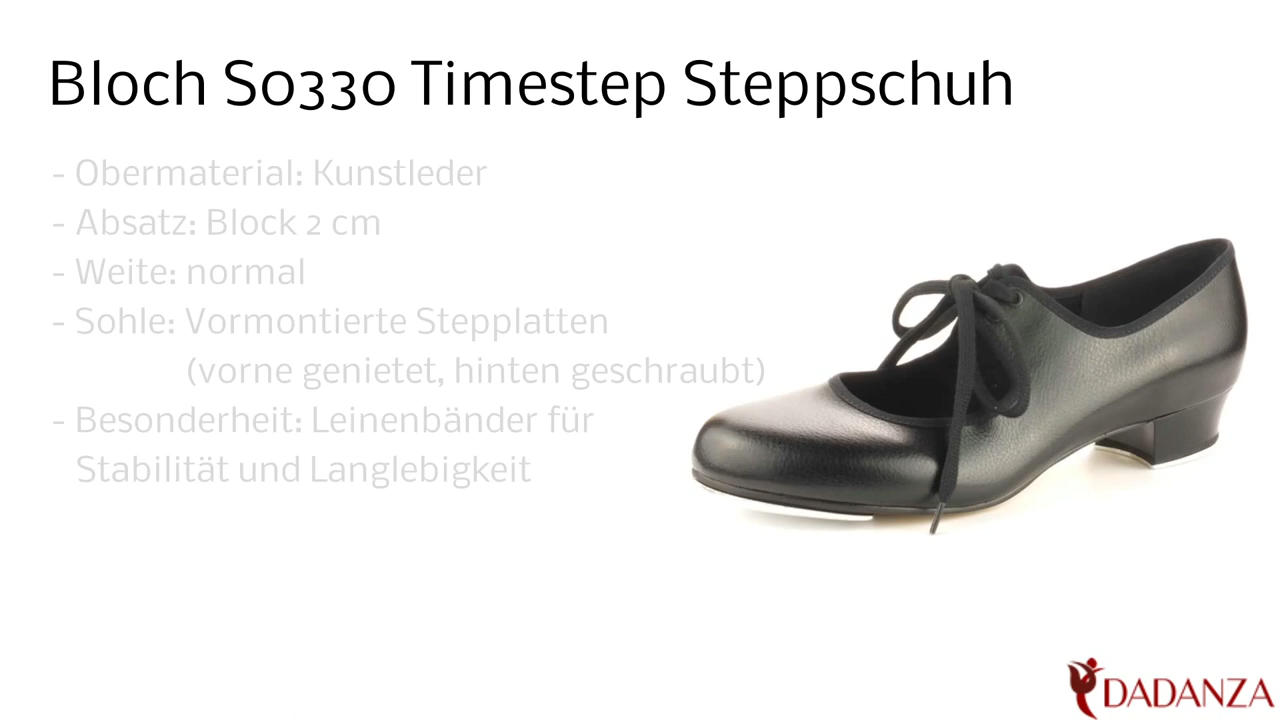 Bloch S0330 Timestep Steppschuh
- Obermaterial: Kunstleder
- Absatz: Block 2 cm
- Weite: normal
- Sohle: Vormontierte Stepplatten
(vorne genietet, hinten geschraubt)
- Besonderheit: Leinenbänder für
Stabilität und Langlebigkeit
DADANZA